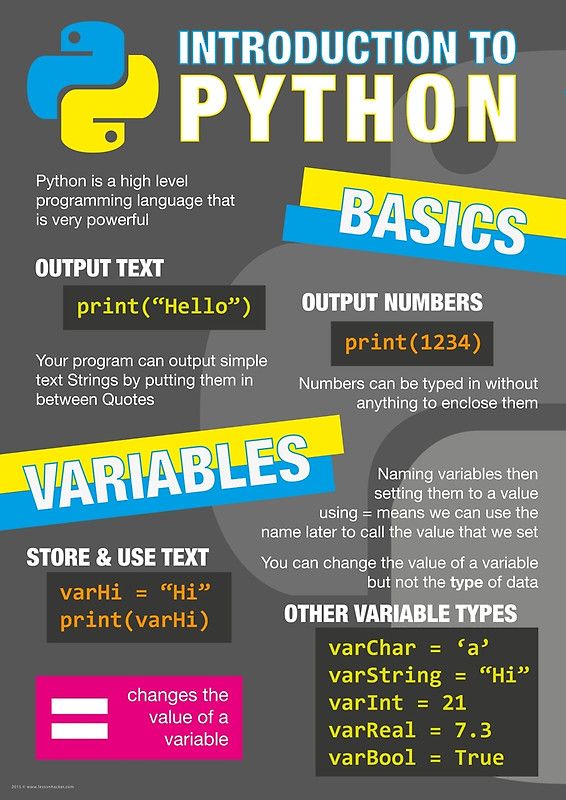 INTRODUCTION TO
PYTHON
Python is a high level
programming language that
is very powerful
BASICS
OUTPUT TEXT
print(“Hello”)
Your program can output simple
text Strings by putting them in
between Quotes
OUTPUT NUMBERS
print(1234)
Numbers can be typed in without
anything to enclose them
VARIABLES
Naming variables then
setting them to a value
using = means we can use the
name later to call the value that we set
You can change the value of a variable
but not the type of data
STORE & USE TEXT
varHi = “Hi”
print(varHi)
= changes the
value of a
variable
OTHER VARIABLE TYPES
varChar = ‘a’
varString = “Hi”
varInt = 21
varReal = 7.3
varBool = True
2015 © www.lessonhacker.com